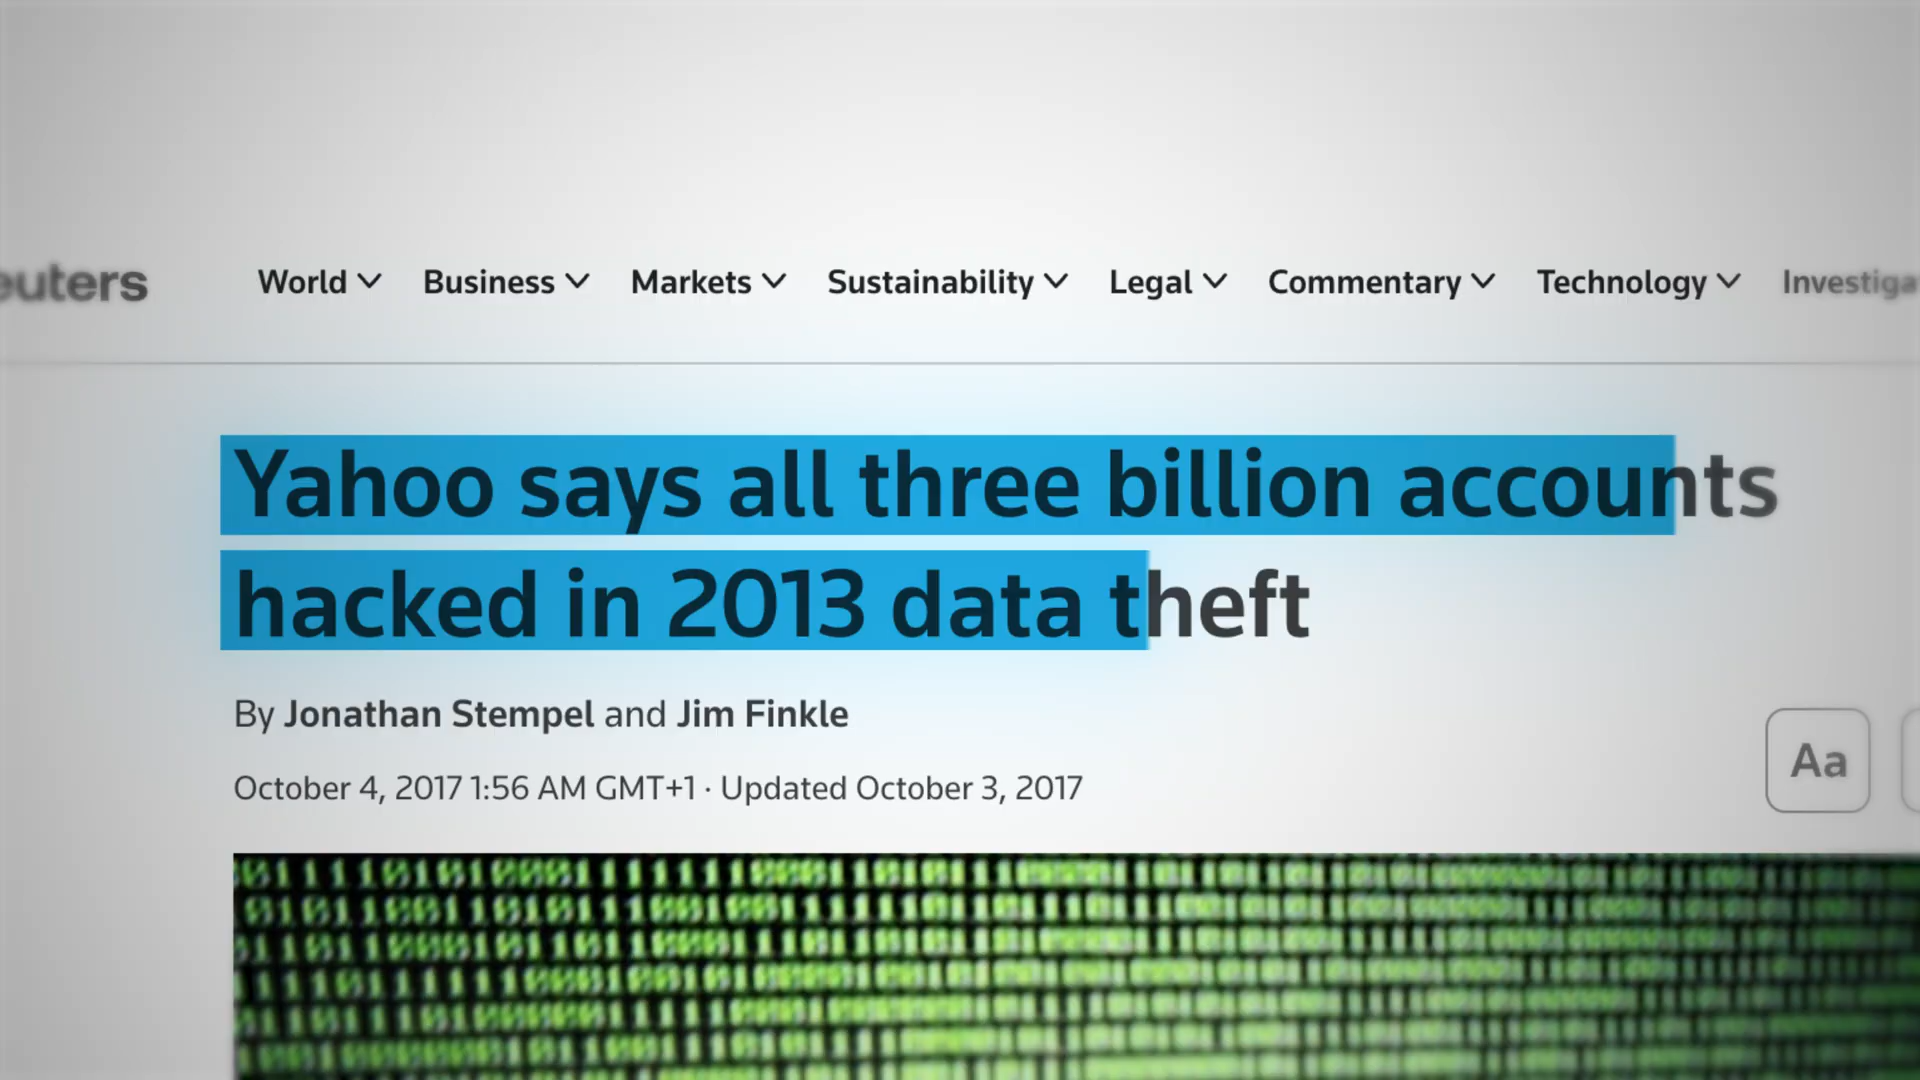 euters World Business Markets Sustainability Legal Commentary Technology Investiga
Yahoo says all three billion accounts
hacked in 2013 data theft
By Jonathan Stempel and Jim Finkle
Aa
October 4, 2017 1:56 AM GMT+1 · Updated October 3, 2017